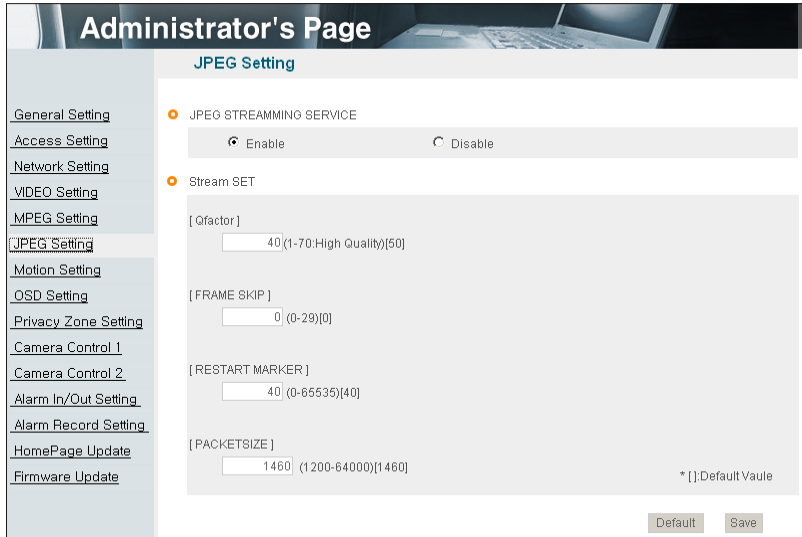 Administrator's Page
JPEG Setting
General Setting
Access Setting
Network Setting
VIDEO Setting
MPEG Setting
JPEG Setting
Motion Setting
OSD Setting
Privacy Zone Setting
Camera Control 1
Camera Control 2
Alarm In/Out Setting
Alarm Record Setting
HomePage Update
Firmware Update
JPEG STREAMMING SERVICE
Enable Disable
Stream SET
[ Qfactor ]
40 (1-70:High Quality)[50]
[ FRAME SKIP ]
0 (0-29)[0]
[ RESTART MARKER ]
40 (0-65535)[40]
[ PACKETSIZE ]
1460 (1200-64000)[1460]
* [ ]:Default Vaule
Default Save